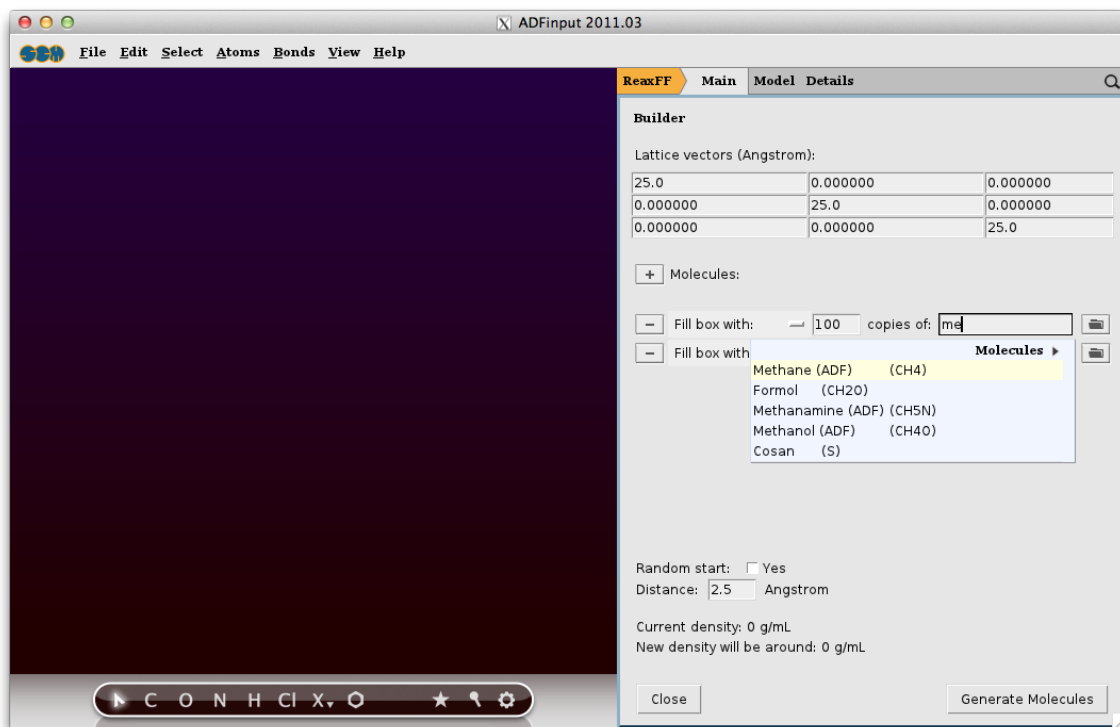 X ADFinput 2011.03
SCM File Edit Select Atoms Bonds View Help
ReaxFF Main Model Details
Builder
Lattice vectors (Angstrom):
25.0 0.000000 0.000000
0.000000 25.0 0.000000
0.000000 0.000000 25.0
+ Molecules:
− Fill box with: 100 copies of: me
− Fill box with
Molecules
Methane (ADF) (CH4)
Formol (CH2O)
Methanamine (ADF) (CH5N)
Methanol (ADF) (CH4O)
Cosan (S)
Random start: Yes
Distance: 2.5 Angstrom
Current density: 0 g/mL
New density will be around: 0 g/mL
C O N H Cl X
Close Generate Molecules